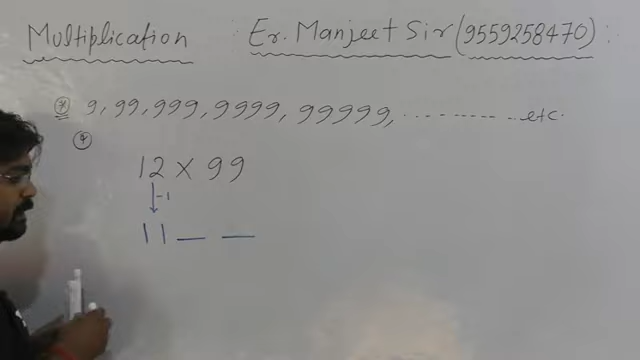 Multiplication Er. Manjeet Sir (9559258470) :
* 9, 99, 999, 9999, 99999, .......... etc.
12 × 99
↓ -1
11 _ _